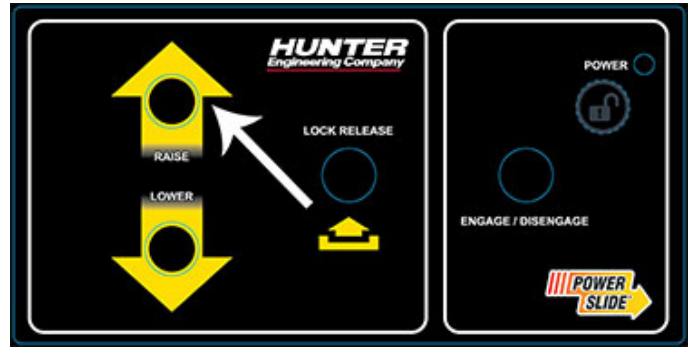 HUNTER
Engineering Company
LOCK RELEASE
RAISE
LOWER
POWER
ENGAGE / DISENGAGE
POWER
SLIDE